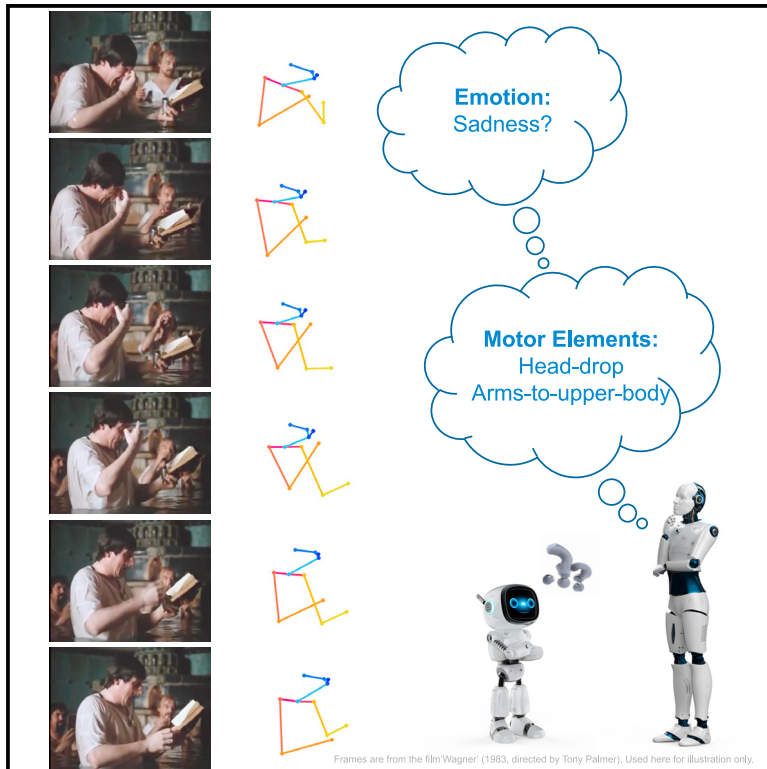 Emotion:
Sadness?
Motor Elements:
Head-drop
Arms-to-upper-body
???
Frames are from the film'Wagner' (1983, directed by Tony Palmer). Used here for illustration only.